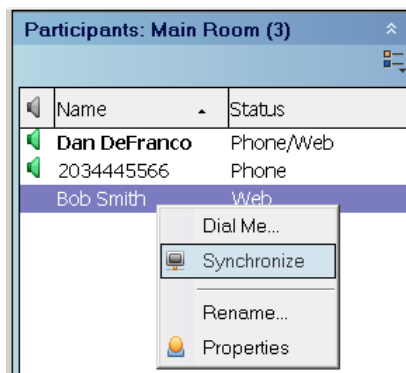 Participants: Main Room (3)
Name Status
Dan DeFranco Phone/Web
2034445566 Phone
Bob Smith Web
Dial Me...
Synchronize
Rename...
Properties